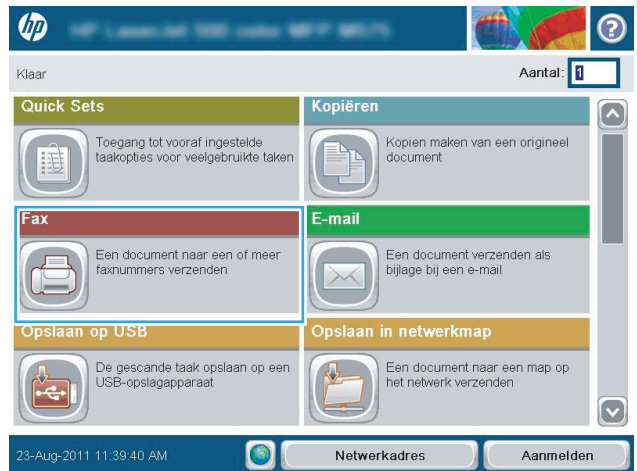 hp
Klaar
Aantal: 1
Quick Sets
Toegang tot vooraf ingestelde
taakopties voor veelgebruikte taken
Kopiëren
Kopien maken van een origineel
document
Fax
Een document naar een of meer
faxnummers verzenden
E-mail
Een document verzenden als
bijlage bij een e-mail
Opslaan op USB
De gescande taak opslaan op een
USB-opslagapparaat
Opslaan in netwerkmap
Een document naar een map op
het netwerk verzenden
23-Aug-2011 11:39:40 AM
Netwerkadres
Aanmelden